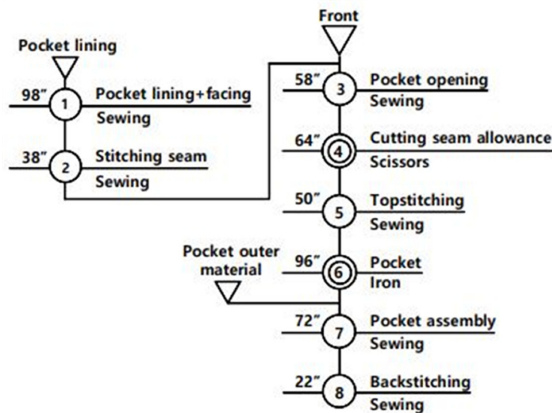 Front
Pocket lining
98” 1 Pocket lining+facing
Sewing
38” 2 Stitching seam
Sewing
58” 3 Pocket opening
Sewing
64” 4 Cutting seam allowance
Scissors
50” 5 Topstitching
Sewing
Pocket outer
material
96” 6 Pocket
Iron
72” 7 Pocket assembly
Sewing
22” 8 Backstitching
Sewing